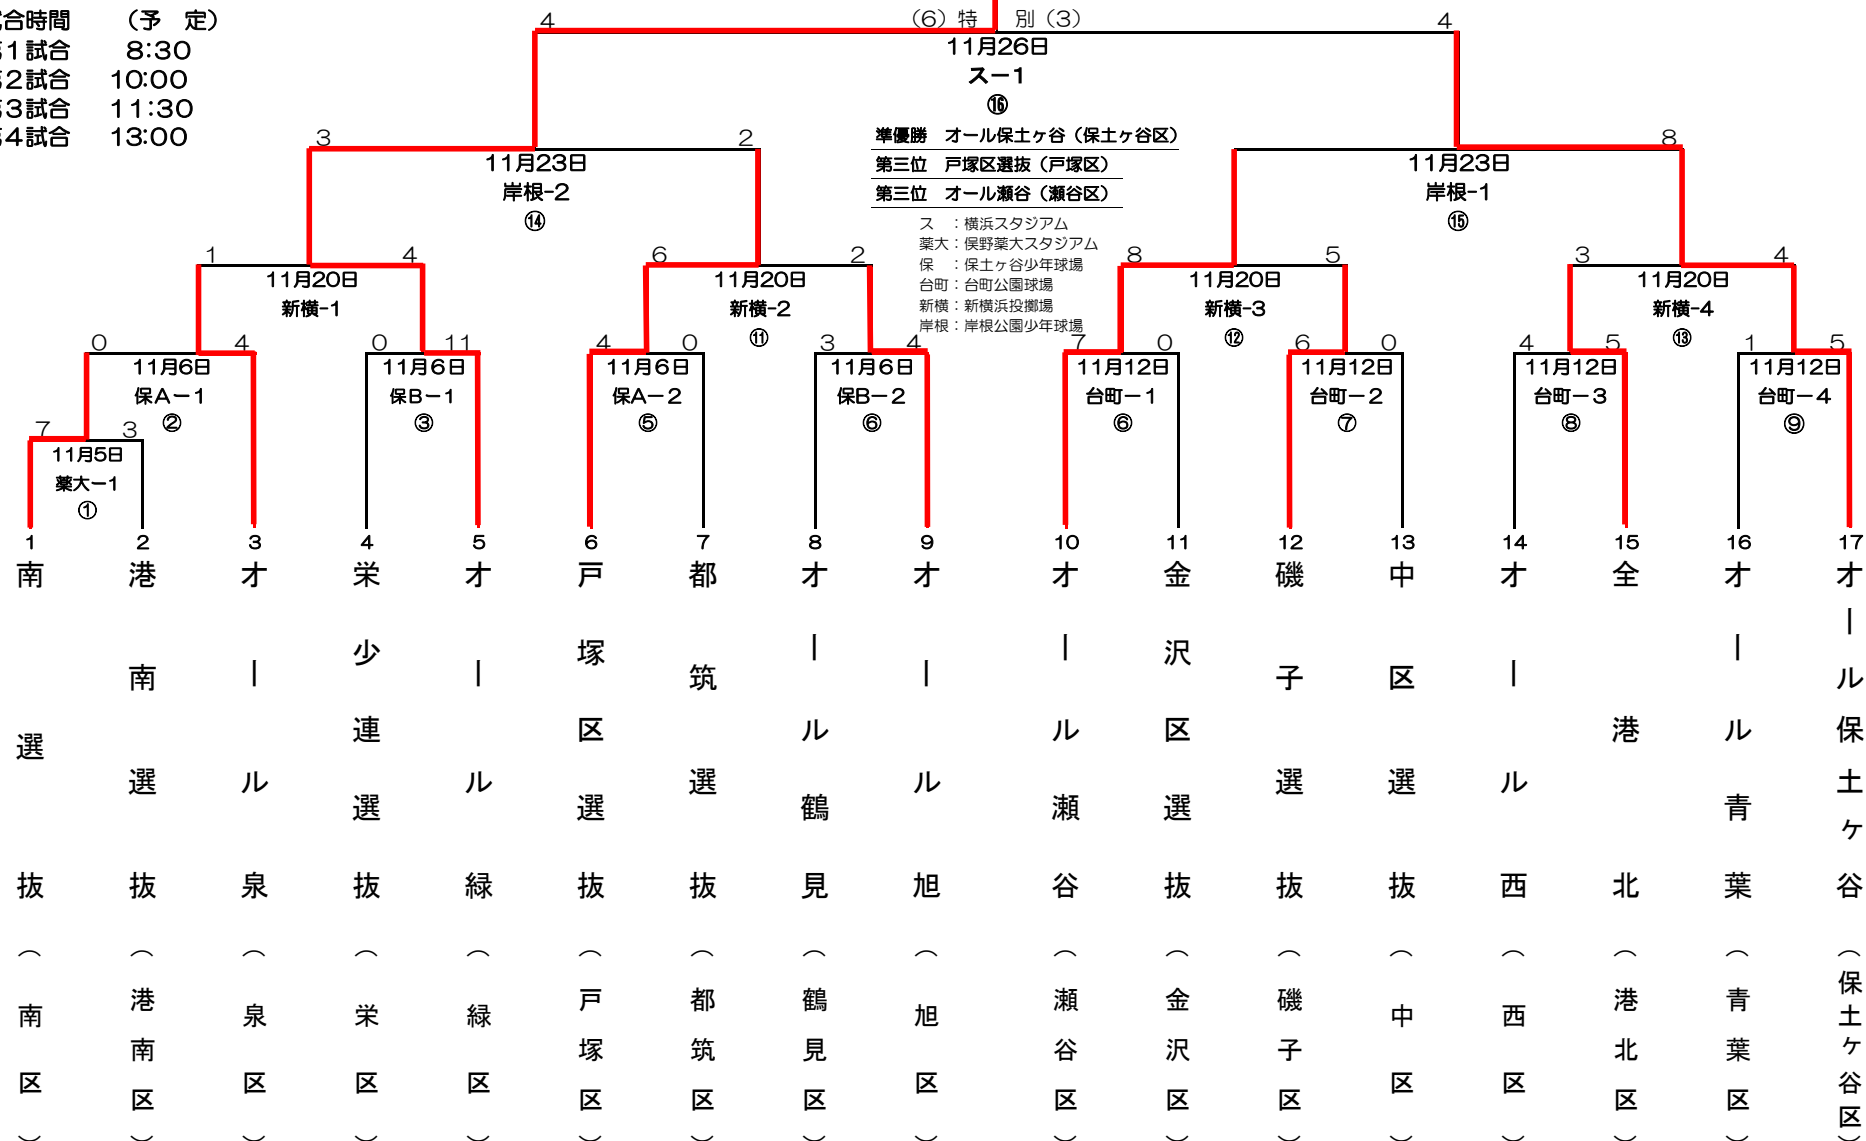 合時間 （予 定）
1試合 8:30
2試合 10:00
3試合 11:30
4試合 13:00
4 （6）特 別（3） 4
11月26日
スー1
⑯
準優勝 オール保土ヶ谷（保土ヶ谷区）
第三位 戸塚区選抜（戸塚区）
第三位 オール瀬谷（瀬谷区）
ス ：横浜スタジアム
薬大：俣野薬大スタジアム
保 ：保土ヶ谷少年球場
台町：台町公園球場
新横：新横浜投擲場
岸根：岸根公園少年球場
3 2
11月23日
岸根-2
⑭
8
11月23日
岸根-1
⑮
1 4
11月20日
新横-1
6 2
11月20日
新横-2
⑪
8 5
11月20日
新横-3
⑫
3 4
11月20日
新横-4
⑬
0 4
11月6日
保A－1
②
0 11
11月6日
保B－1
③
4 0
11月6日
保A－2
⑤
3 4
11月6日
保B－2
⑥
7 0
11月12日
台町－1
⑥
6 0
11月12日
台町－2
⑦
4 5
11月12日
台町－3
⑧
1 5
11月12日
台町－4
⑨
7 3
11月5日
薬大－1
①
1 南選抜（南区）
2 港南選抜（港南区）
3 オール泉（泉区）
4 栄少連選抜（栄区）
5 オール緑（緑区）
6 戸塚区選抜（戸塚区）
7 都筑選抜（都筑区）
8 オール鶴見（鶴見区）
9 オール旭（旭区）
10 オール瀬谷（瀬谷区）
11 金沢区選抜（金沢区）
12 磯子選抜（磯子区）
13 中区選抜（中区）
14 オール西（西区）
15 全港北（港北区）
16 オール青葉（青葉区）
17 オール保土ヶ谷（保土ヶ谷区）